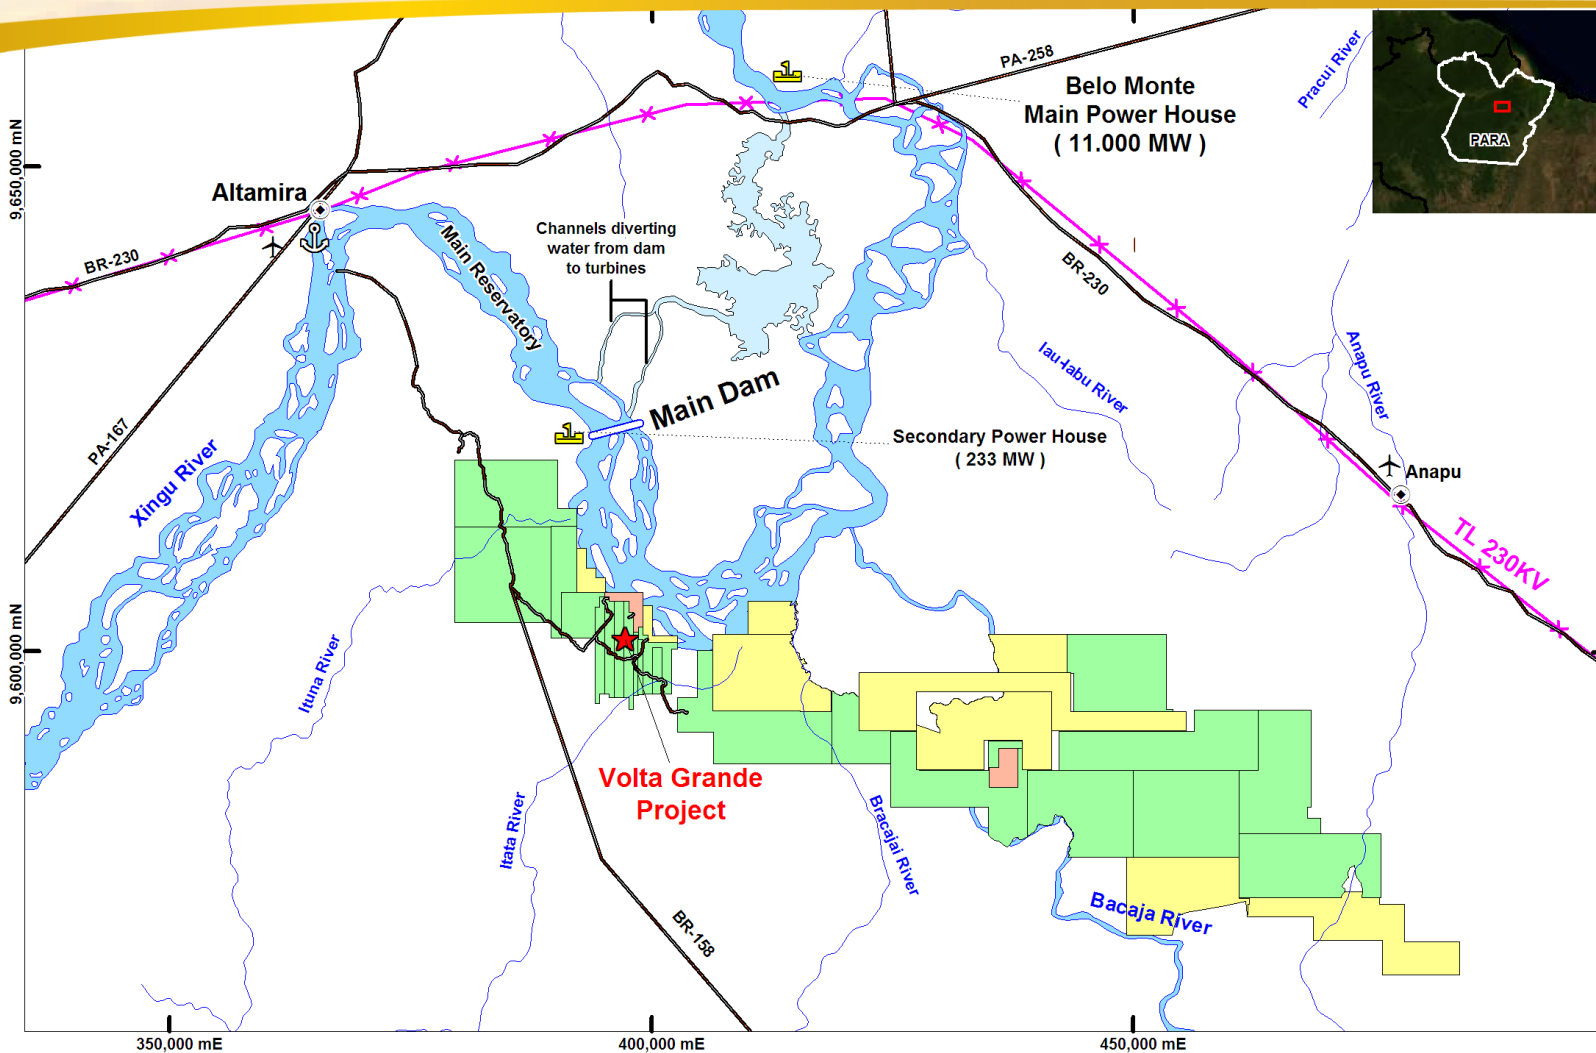 PA-258
Pracui River
Belo Monte
Main Power House
( 11.000 MW )
PARA
9,650,000 mN
Altamira
Channels diverting
water from dam
to turbines
Main Reservatory
BR-230
BR-230
Iau-Iabu River
Anapu River
Main Dam
PA-167
Xingu River
Secondary Power House
( 233 MW )
Anapu
TL 230KV
9,600,000 mN
Ituna River
Volta Grande
Project
Itata River
Bracajai River
Bacaja River
BR-158
350,000 mE
400,000 mE
450,000 mE